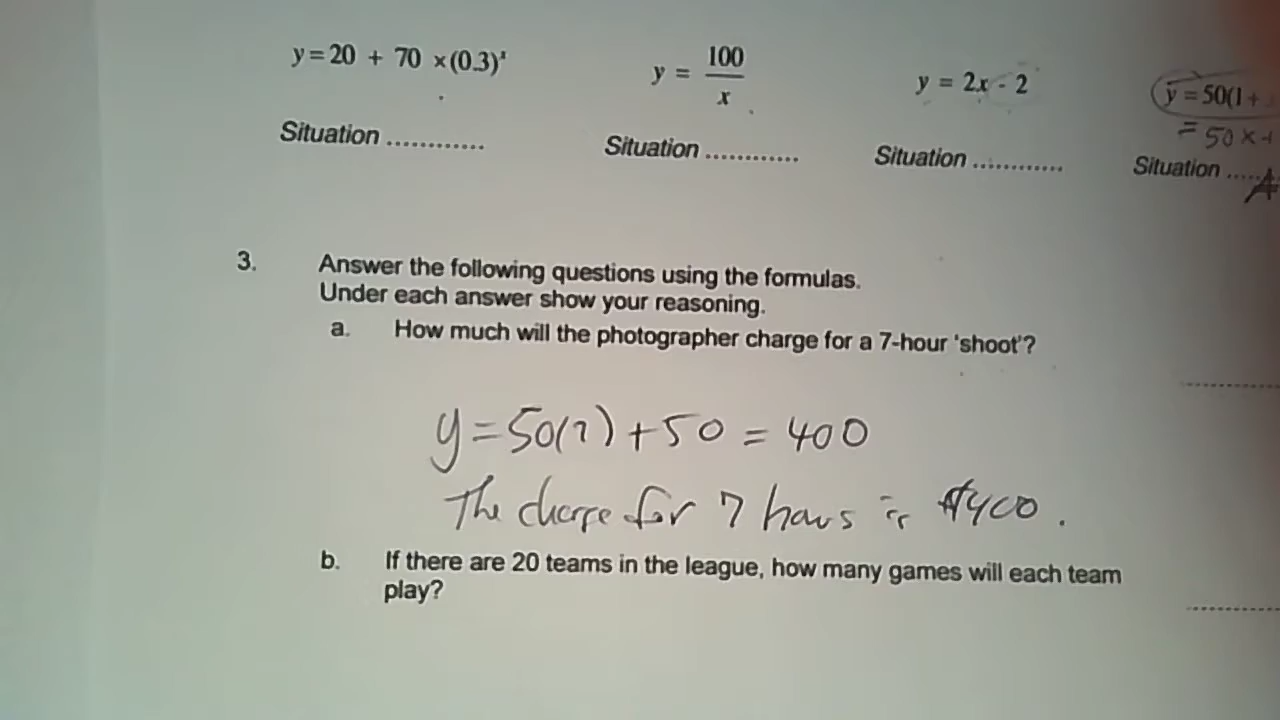 y = 20 + 70 × (0.3)ˣ
y = 100/x
y = 2x - 2
y = 50(1 +
= 50 ×
Situation ............
Situation ............
Situation ............
Situation ..... A
3. Answer the following questions using the formulas.
Under each answer show your reasoning.
a. How much will the photographer charge for a 7-hour 'shoot'?
y = 50(7) + 50 = 400
The charge for 7 hours is $400.
b. If there are 20 teams in the league, how many games will each team
play?